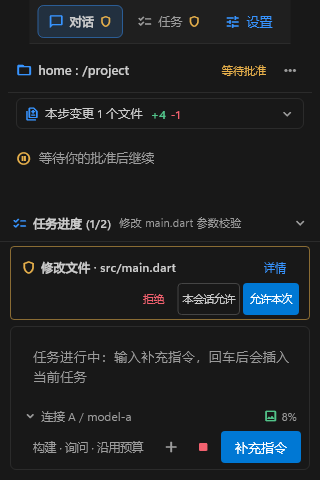 对话 任务 设置
home : /project 等待批准
本步变更 1 个文件 +4 -1
等待你的批准后继续
任务进度 (1/2) 修改 main.dart 参数校验
修改文件 · src/main.dart 详情
拒绝 本会话允许 允许本次
任务进行中：输入补充指令，回车后会插入
当前任务
连接 A / model-a 8%
构建 · 询问 · 沿用预算 补充指令